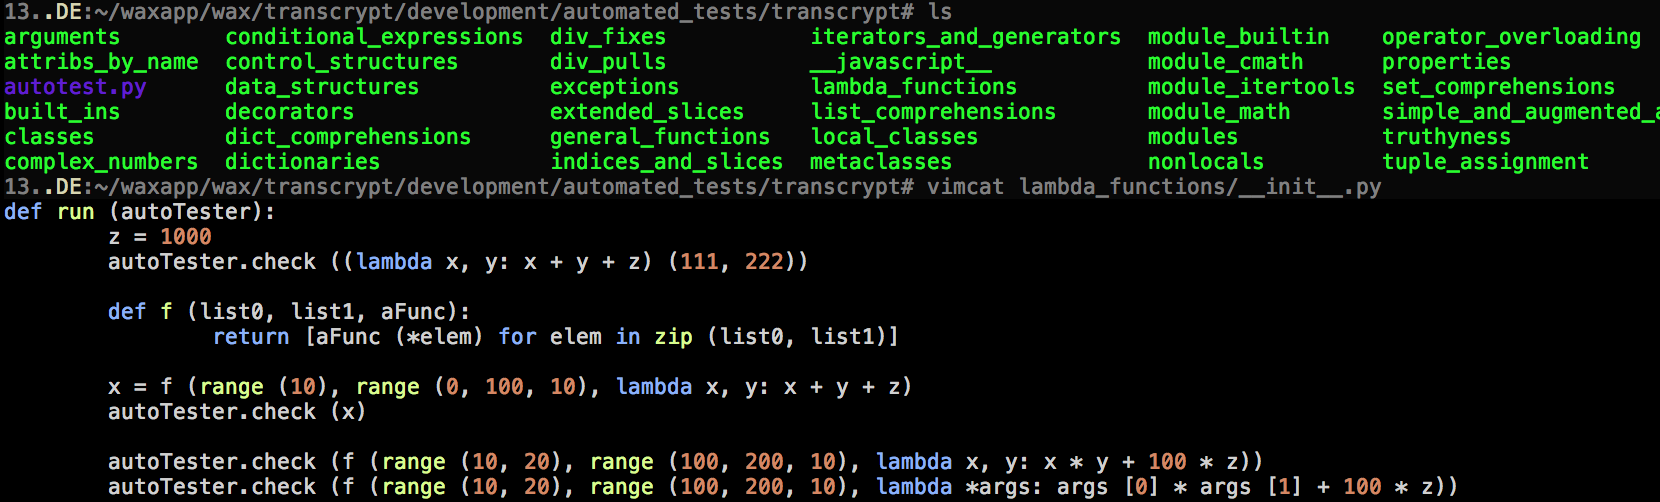 13..DE:~/waxapp/wax/transcrypt/development/automated_tests/transcrypt# ls
arguments conditional_expressions div_fixes iterators_and_generators module_builtin operator_overloading
attribs_by_name control_structures div_pulls __javascript__ module_cmath properties
autotest.py data_structures exceptions lambda_functions module_itertools set_comprehensions
built_ins decorators extended_slices list_comprehensions module_math simple_and_augmented_a
classes dict_comprehensions general_functions local_classes modules truthyness
complex_numbers dictionaries indices_and_slices metaclasses nonlocals tuple_assignment
13..DE:~/waxapp/wax/transcrypt/development/automated_tests/transcrypt# vimcat lambda_functions/__init__.py
def run (autoTester):
        z = 1000
        autoTester.check ((lambda x, y: x + y + z) (111, 222))

        def f (list0, list1, aFunc):
                return [aFunc (*elem) for elem in zip (list0, list1)]

        x = f (range (10), range (0, 100, 10), lambda x, y: x + y + z)
        autoTester.check (x)

        autoTester.check (f (range (10, 20), range (100, 200, 10), lambda x, y: x * y + 100 * z))
        autoTester.check (f (range (10, 20), range (100, 200, 10), lambda *args: args [0] * args [1] + 100 * z))